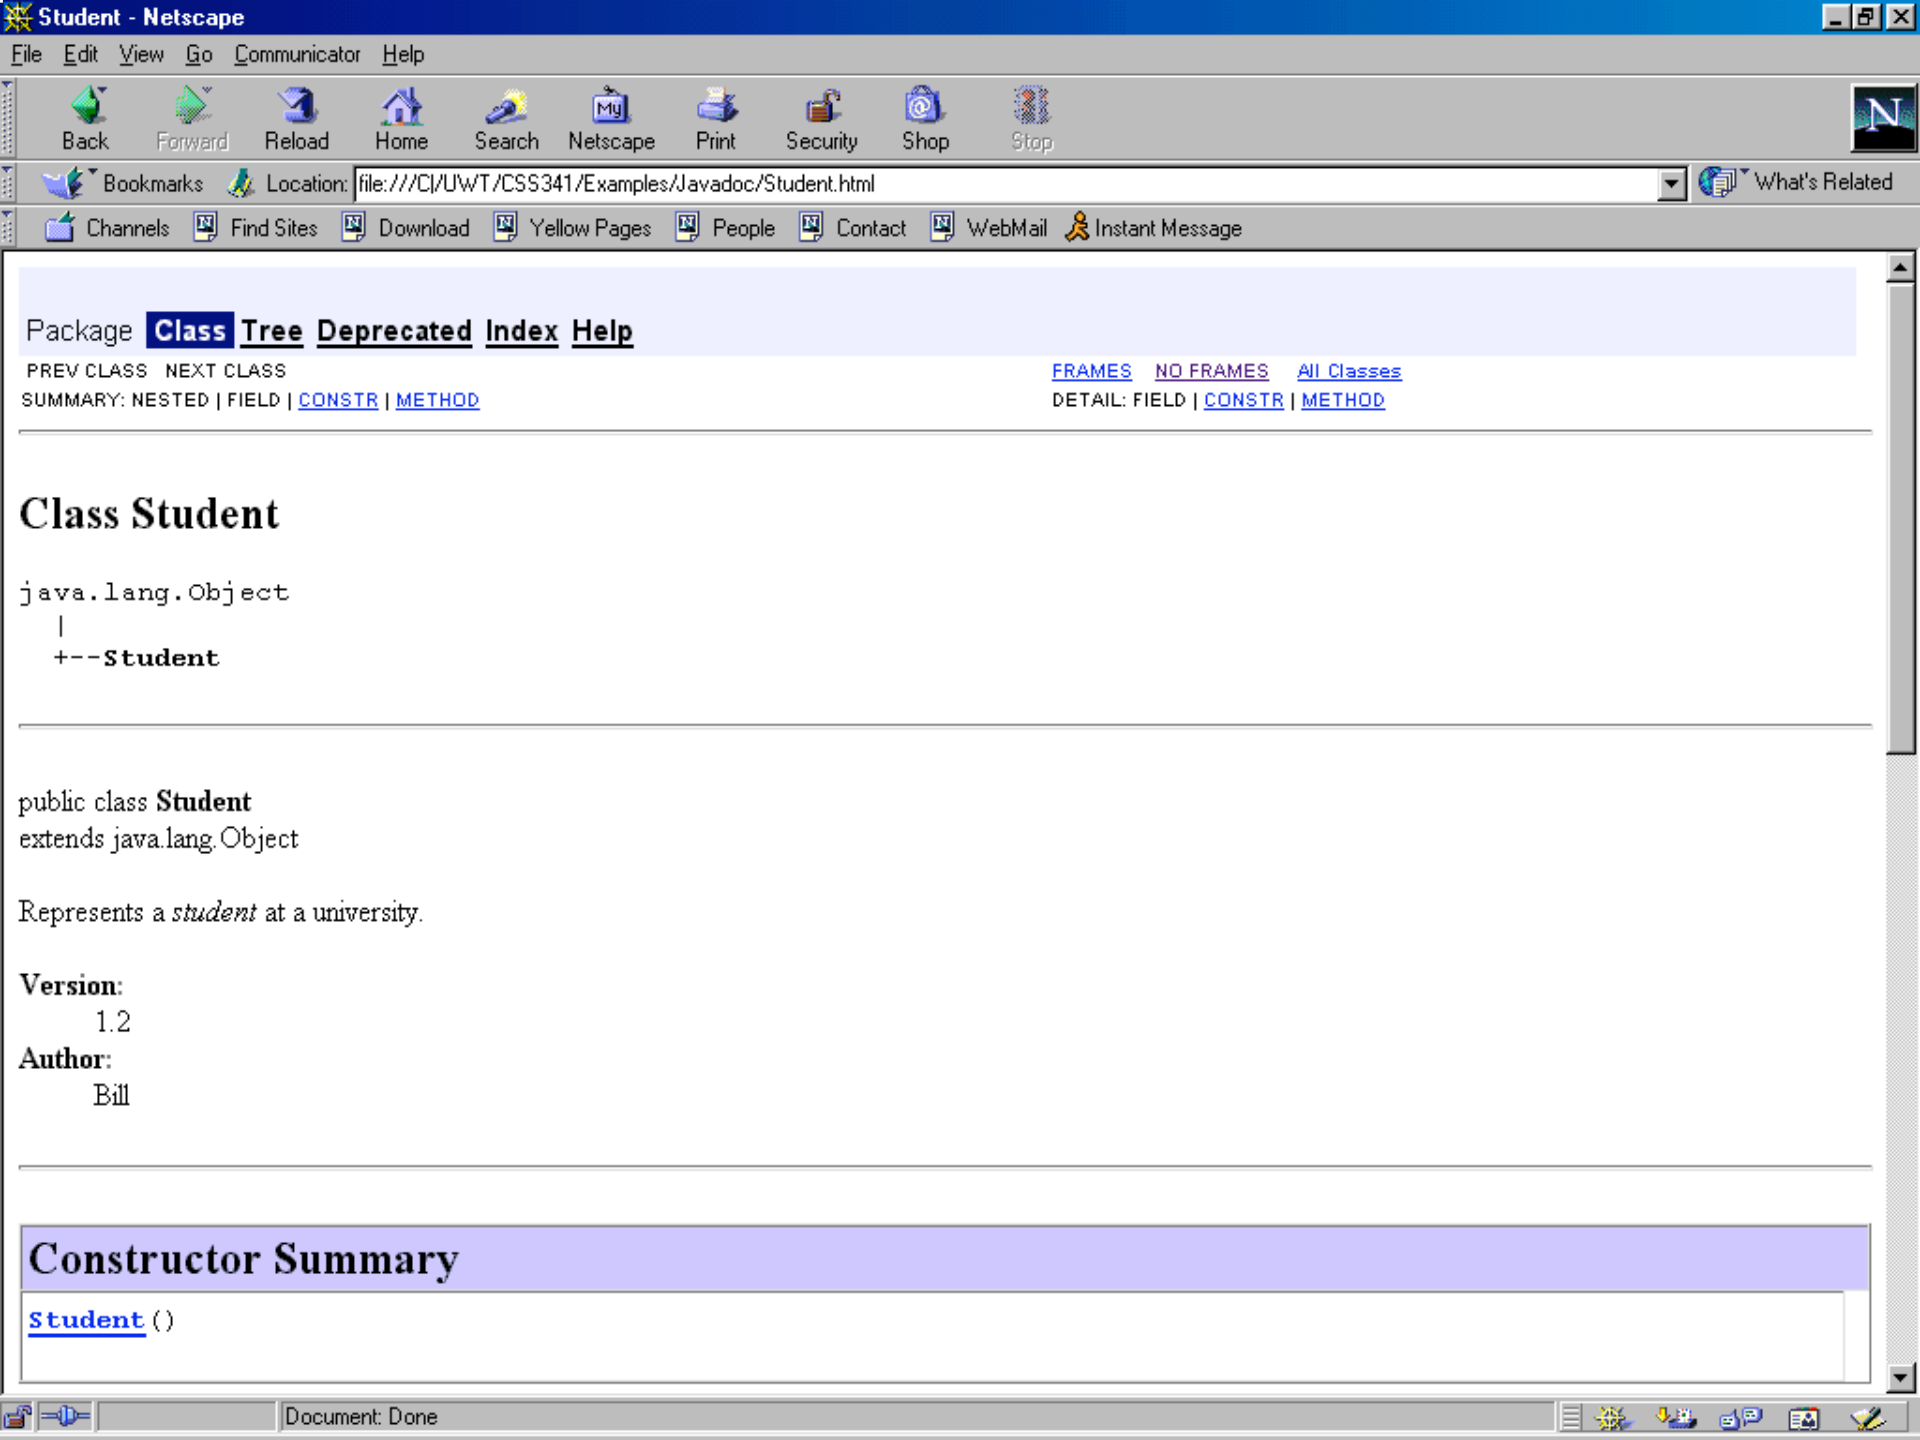 Student - Netscape
File Edit View Go Communicator Help
Back Forward Reload Home Search My Netscape Print Security Shop Stop
N
Bookmarks Location: file:///C|/UWT/CSS341/Examples/Javadoc/Student.html What's Related
Channels Find Sites Download Yellow Pages People Contact WebMail Instant Message
Package Class Tree Deprecated Index Help
PREV CLASS NEXT CLASS FRAMES NO FRAMES All Classes
SUMMARY: NESTED | FIELD | CONSTR | METHOD DETAIL: FIELD | CONSTR | METHOD
Class Student
java.lang.Object
|
+--Student
public class Student
extends java.lang.Object
Represents a student at a university.
Version:
1.2
Author:
Bill
Constructor Summary
Student()
Document: Done